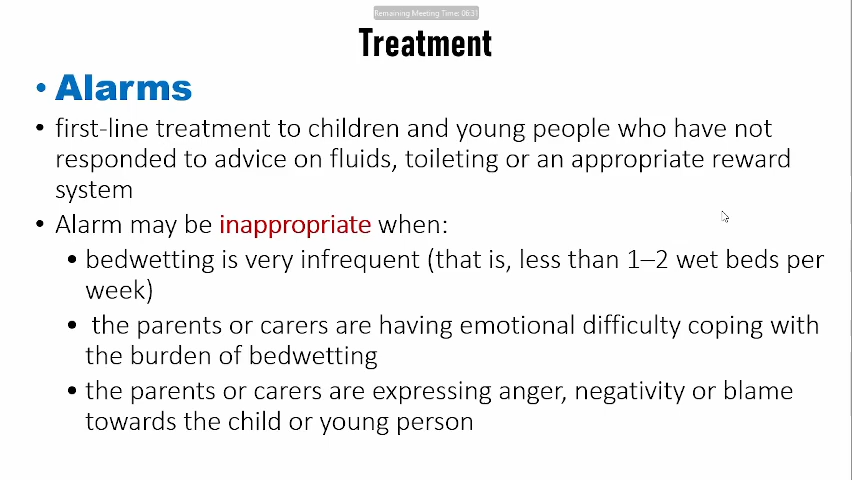 Remaining Meeting Time: 06:31
Treatment
• Alarms
• first-line treatment to children and young people who have not
responded to advice on fluids, toileting or an appropriate reward
system
• Alarm may be inappropriate when:
• bedwetting is very infrequent (that is, less than 1–2 wet beds per
week)
• the parents or carers are having emotional difficulty coping with
the burden of bedwetting
• the parents or carers are expressing anger, negativity or blame
towards the child or young person